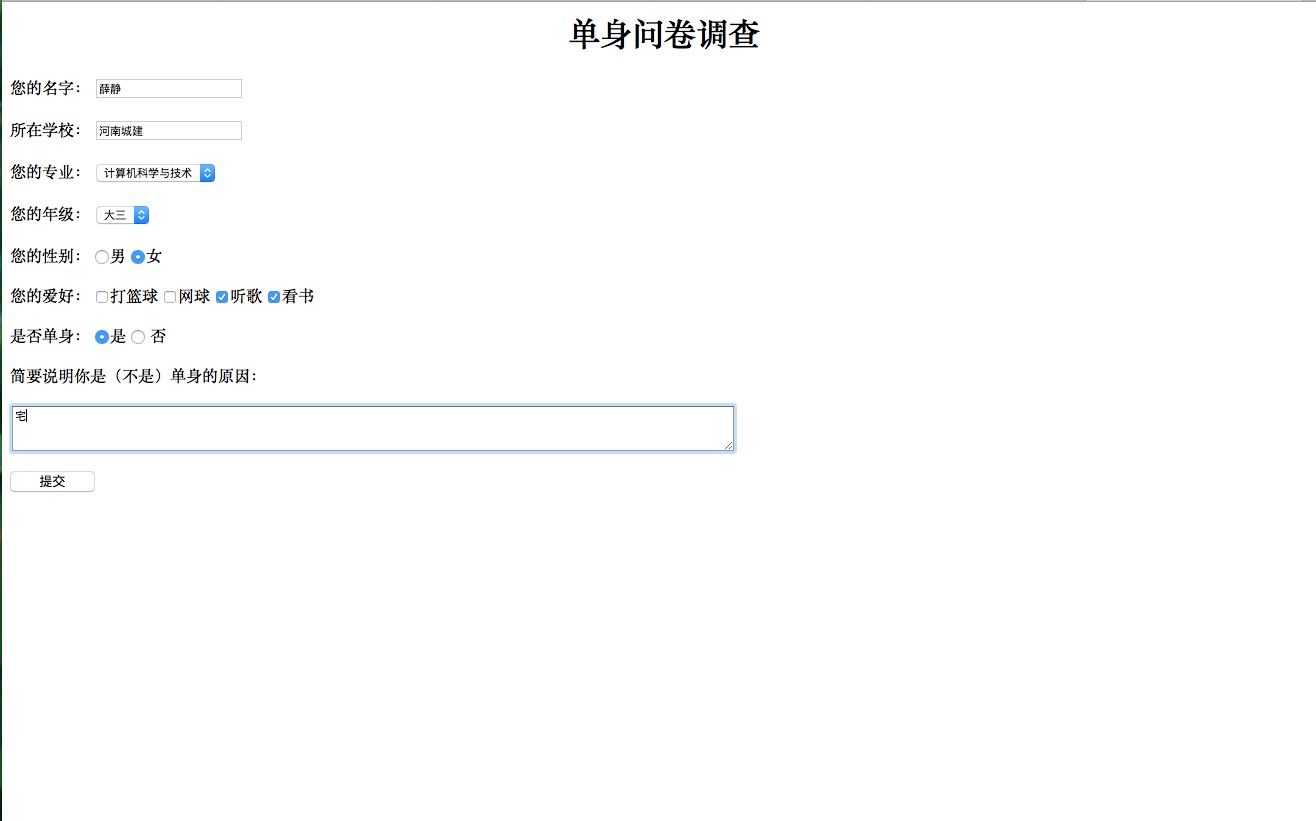 单身问卷调查
您的名字： 薛静
所在学校： 河南城建
您的专业： 计算机科学与技术
您的年级： 大三
您的性别： 男 女
您的爱好： 打篮球 网球 听歌 看书
是否单身： 是 否
简要说明你是（不是）单身的原因：
宅
提交